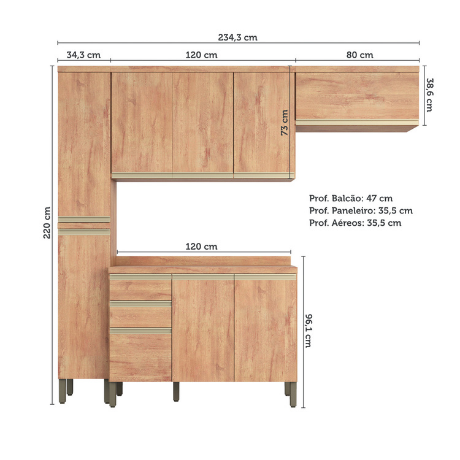 234,3 cm
34,3 cm
120 cm
80 cm
38,6 cm
73 cm
Prof. Balcão: 47 cm
Prof. Paneleiro: 35,5 cm
Prof. Aéreos: 35,5 cm
220 cm
120 cm
96,1 cm